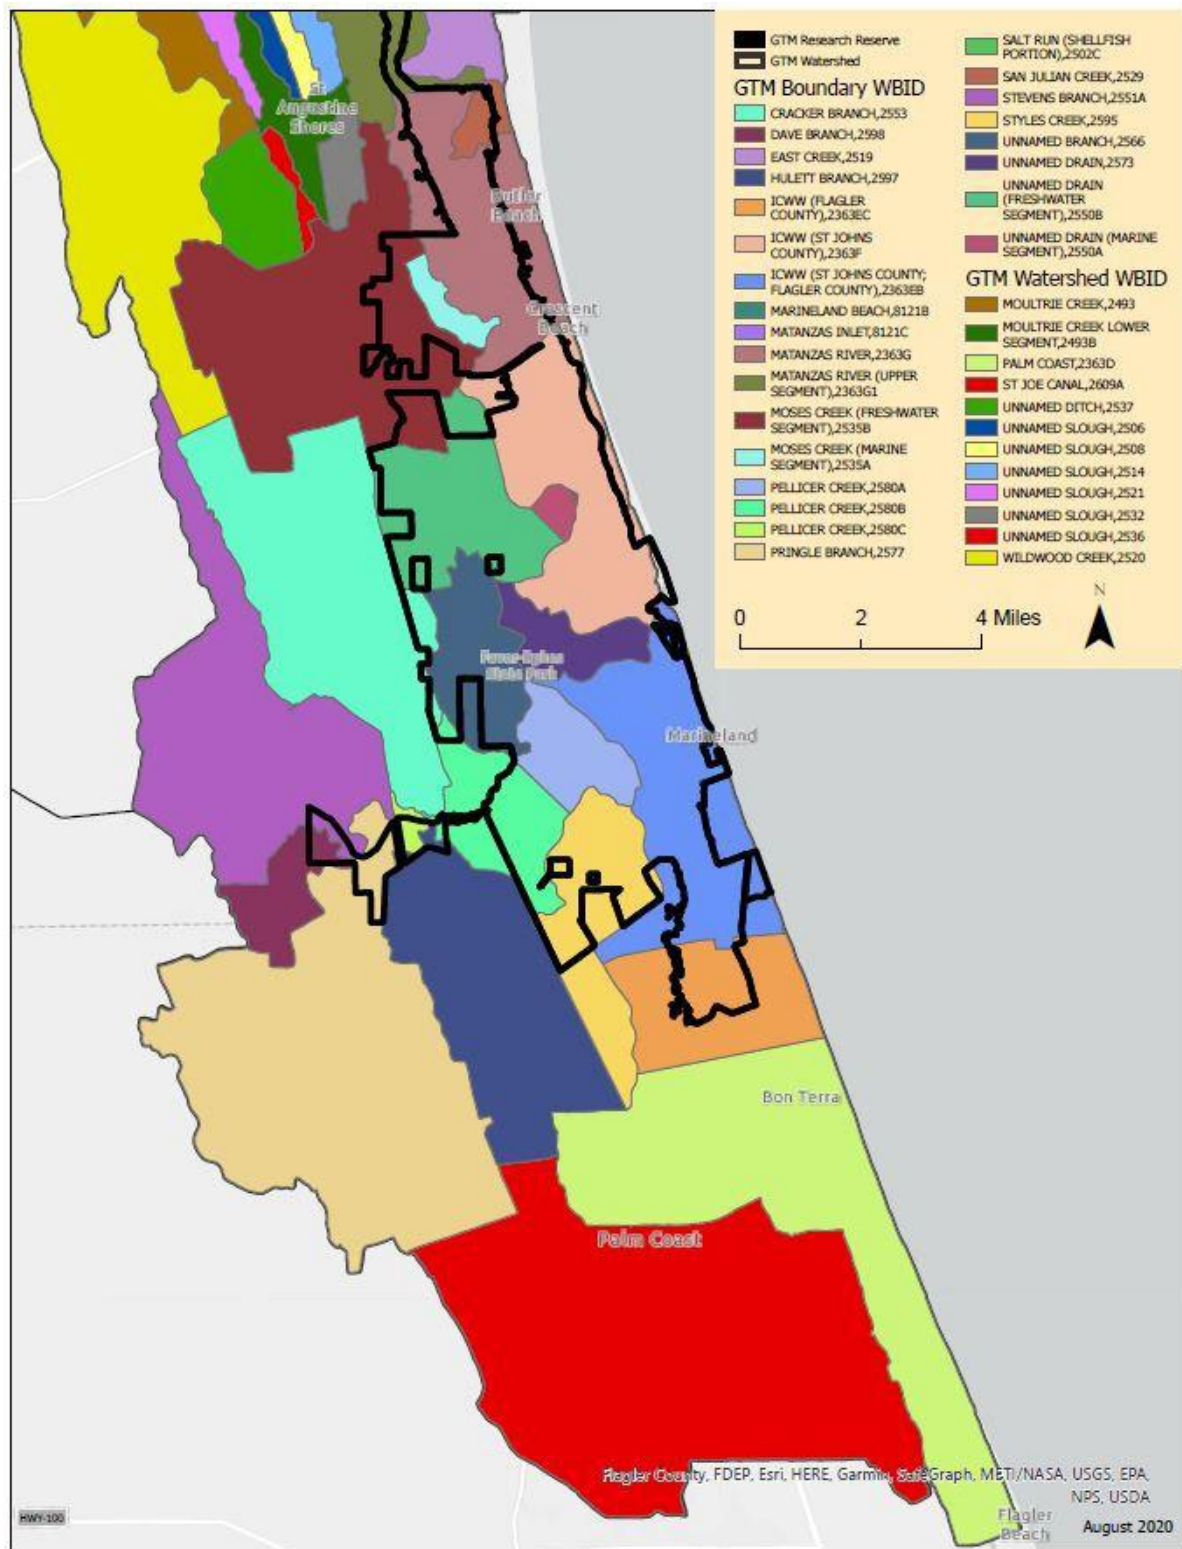 St
Augustine
Shores
Butler
Beach
Crescent
Beach
Faver-Dykes
State Park
Marineland
Bon Terra
Palm Coast
Flagler
Beach
HWY-100
GTM Research Reserve
GTM Watershed
GTM Boundary WBID
CRACKER BRANCH,2553
DAVE BRANCH,2598
EAST CREEK,2519
HULETT BRANCH,2597
ICWW (FLAGLER
COUNTY),2363EC
ICWW (ST JOHNS
COUNTY),2363F
ICWW (ST JOHNS COUNTY;
FLAGLER COUNTY),2363EB
MARINELAND BEACH,8121B
MATANZAS INLET,8121C
MATANZAS RIVER,2363G
MATANZAS RIVER (UPPER
SEGMENT),2363G1
MOSES CREEK (FRESHWATER
SEGMENT),2535B
MOSES CREEK (MARINE
SEGMENT),2535A
PELLICER CREEK,2580A
PELLICER CREEK,2580B
PELLICER CREEK,2580C
PRINGLE BRANCH,2577
SALT RUN (SHELLFISH
PORTION),2502C
SAN JULIAN CREEK,2529
STEVENS BRANCH,2551A
STYLES CREEK,2595
UNNAMED BRANCH,2566
UNNAMED DRAIN,2573
UNNAMED DRAIN
(FRESHWATER
SEGMENT),2550B
UNNAMED DRAIN (MARINE
SEGMENT),2550A
GTM Watershed WBID
MOULTRIE CREEK,2493
MOULTRIE CREEK LOWER
SEGMENT,2493B
PALM COAST,2363D
ST JOE CANAL,2609A
UNNAMED DITCH,2537
UNNAMED SLOUGH,2506
UNNAMED SLOUGH,2508
UNNAMED SLOUGH,2514
UNNAMED SLOUGH,2521
UNNAMED SLOUGH,2532
UNNAMED SLOUGH,2536
WILDWOOD CREEK,2520
N
0 2 4 Miles
Flagler County, FDEP, Esri, HERE, Garmin, SafeGraph, METI/NASA, USGS, EPA,
NPS, USDA
August 2020